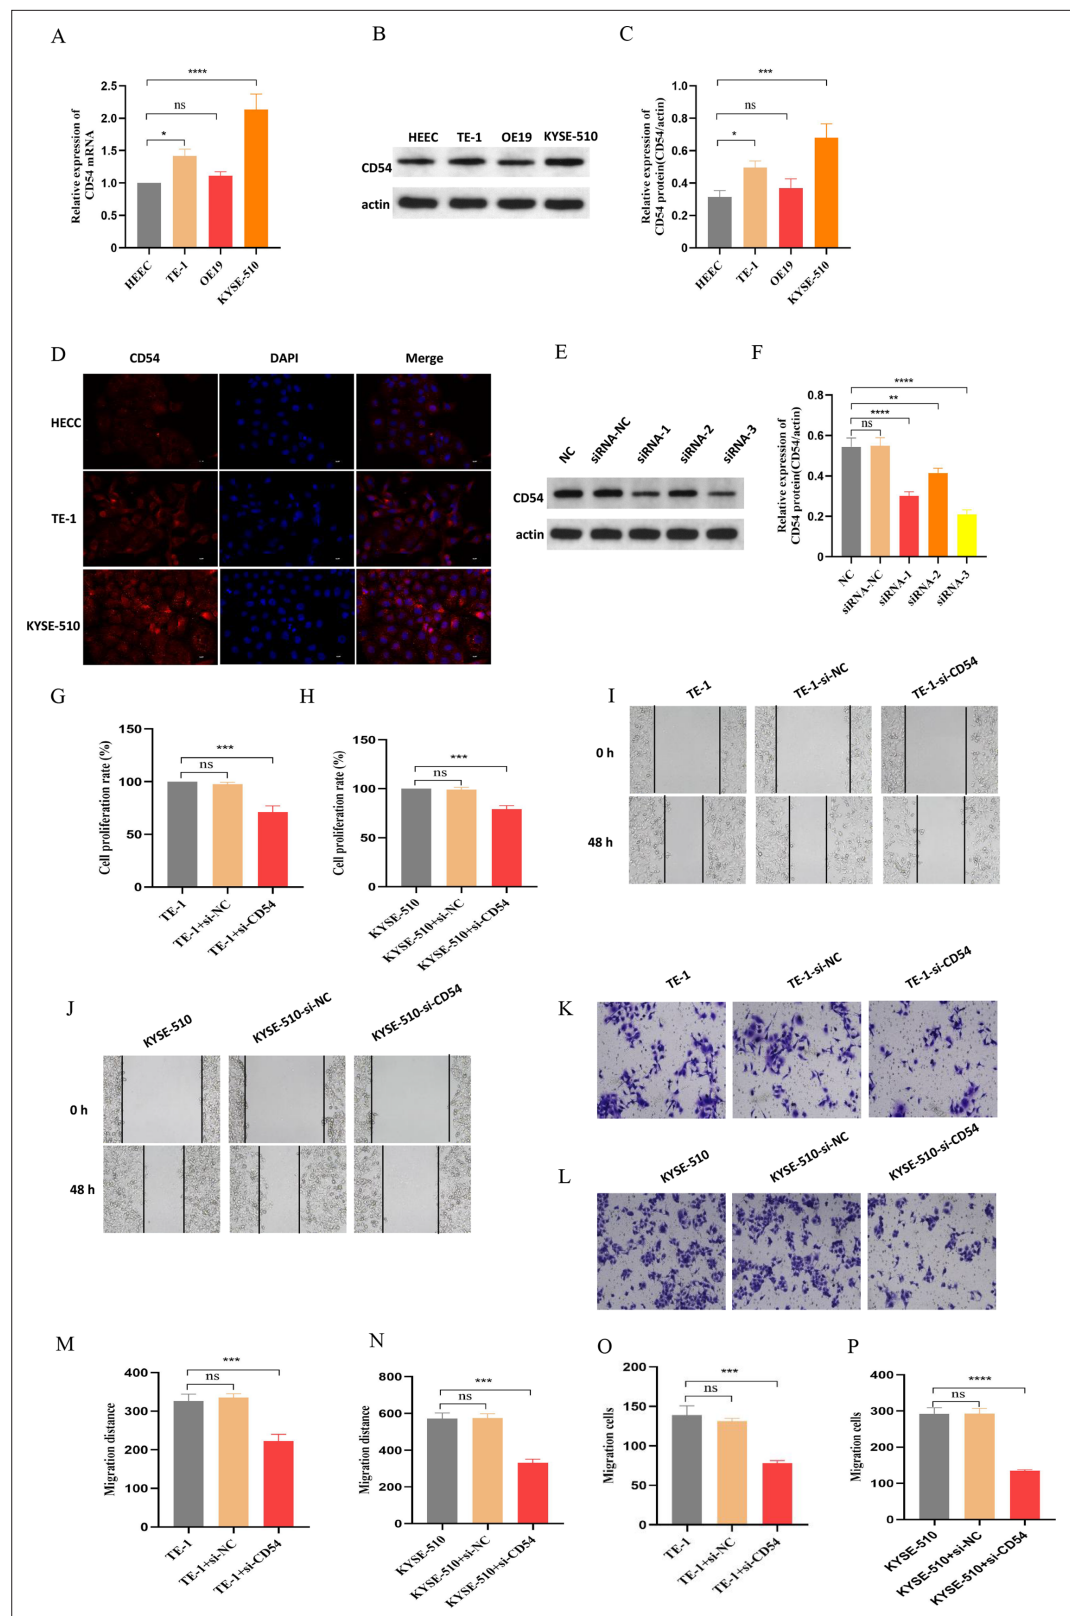 A
Relative expression of
CD54 mRNA
2.5
2.0
1.5
1.0
0.5
0
****
ns
*
HEEC
TE-1
OE19
KYSE-510
B
HEEC
TE-1
OE19
KYSE-510
CD54
actin
C
Relative expression of
CD54 protein(CD54/actin)
1.0
0.8
0.6
0.4
0.2
0
***
ns
*
HEEC
TE-1
OE19
KYSE-510
D
CD54
DAPI
Merge
HECC
TE-1
KYSE-510
E
NC
siRNA-NC
siRNA-1
siRNA-2
siRNA-3
CD54
actin
F
Relative expression of
CD54 protein(CD54/actin)
0.8
0.6
0.4
0.2
0
****
**
****
ns
NC
siRNA-NC
siRNA-1
siRNA-2
siRNA-3
G
Cell proliferation rate (%)
150
100
50
0
***
ns
TE-1
TE-1+si-NC
TE-1+si-CD54
H
Cell proliferation rate (%)
150
100
50
0
***
ns
KYSE-510
KYSE-510+si-NC
KYSE-510+si-CD54
I
TE-1
TE-1-si-NC
TE-1-si-CD54
0 h
48 h
J
KYSE-510
KYSE-510-si-NC
KYSE-510-si-CD54
0 h
48 h
K
TE-1
TE-1-si-NC
TE-1-si-CD54
L
KYSE-510
KYSE-510-si-NC
KYSE-510-si-CD54
M
Migration distance
400
300
200
100
0
***
ns
TE-1
TE-1+si-NC
TE-1+si-CD54
N
Migration distance
800
600
400
200
0
***
ns
KYSE-510
KYSE-510+si-NC
KYSE-510+si-CD54
O
Migration cells
200
150
100
50
0
***
ns
TE-1
TE-1+si-NC
TE-1+si-CD54
P
Migration cells
400
300
200
100
0
****
ns
KYSE-510
KYSE-510+si-NC
KYSE-510+si-CD54